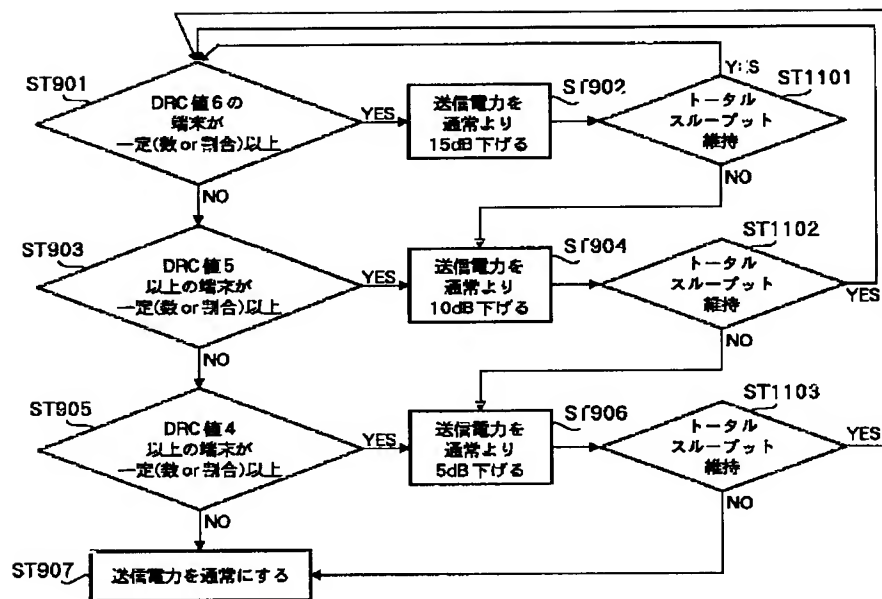 ST901
DRC値6の
端末が
一定(数or割合)以上
YES
NO
ST902
送信電力を
通常より
15dB下げる
YES
ST1101
トータル
スループット
維持
NO
ST903
DRC値5
以上の端末が
一定(数or割合)以上
YES
NO
ST904
送信電力を
通常より
10dB下げる
ST1102
トータル
スループット
維持
YES
NO
ST905
DRC値4
以上の端末が
一定(数or割合)以上
YES
NO
ST906
送信電力を
通常より
5dB下げる
ST1103
トータル
スループット
維持
YES
NO
ST907
送信電力を通常にする